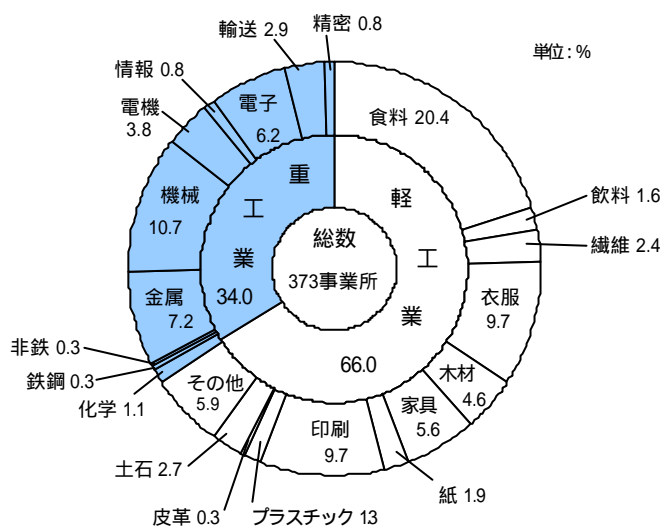 単位：％
総数
373事業所
軽工業
66.0
重工業
34.0
食料 20.4
飲料 1.6
繊維 2.4
衣服
9.7
木材
4.6
家具
5.6
紙 1.9
印刷
9.7
プラスチック 13
皮革 0.3
土石 2.7
その他
5.9
化学 1.1
鉄鋼 0.3
非鉄 0.3
金属
7.2
機械
10.7
電機
3.8
情報 0.8
電子
6.2
輸送 2.9
精密 0.8